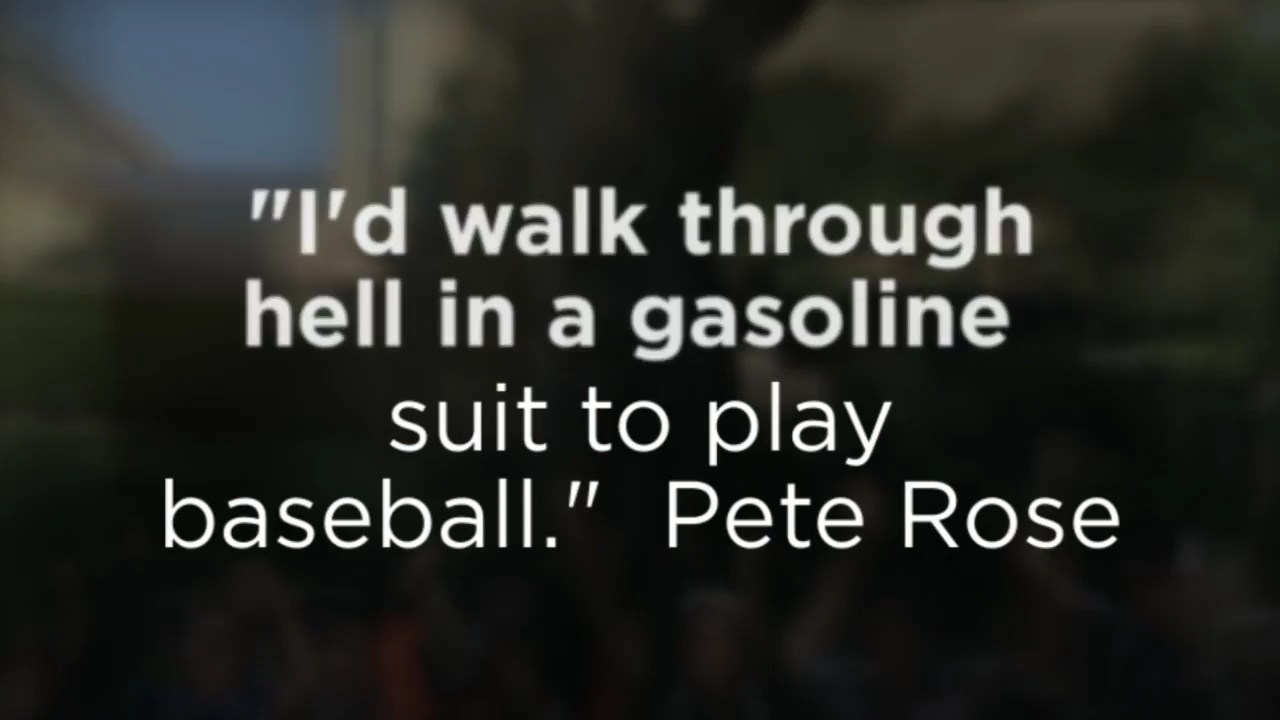 "I'd walk through
hell in a gasoline
suit to play
baseball."  Pete Rose